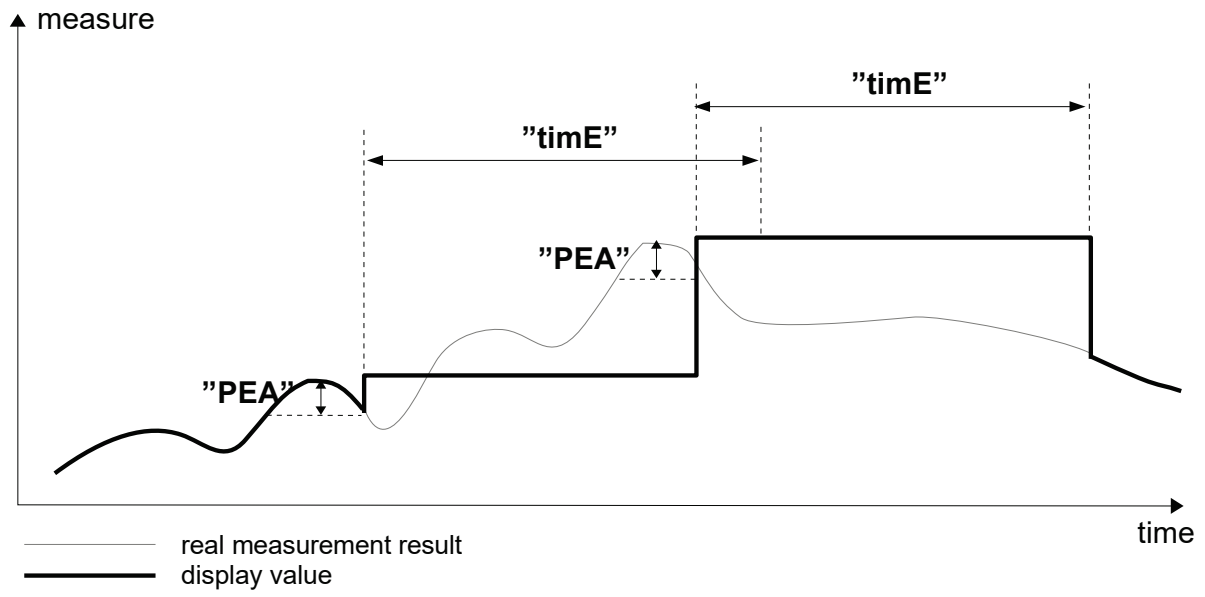 measure
”timE”
”timE”
”PEA”
”PEA”
time
real measurement result
display value